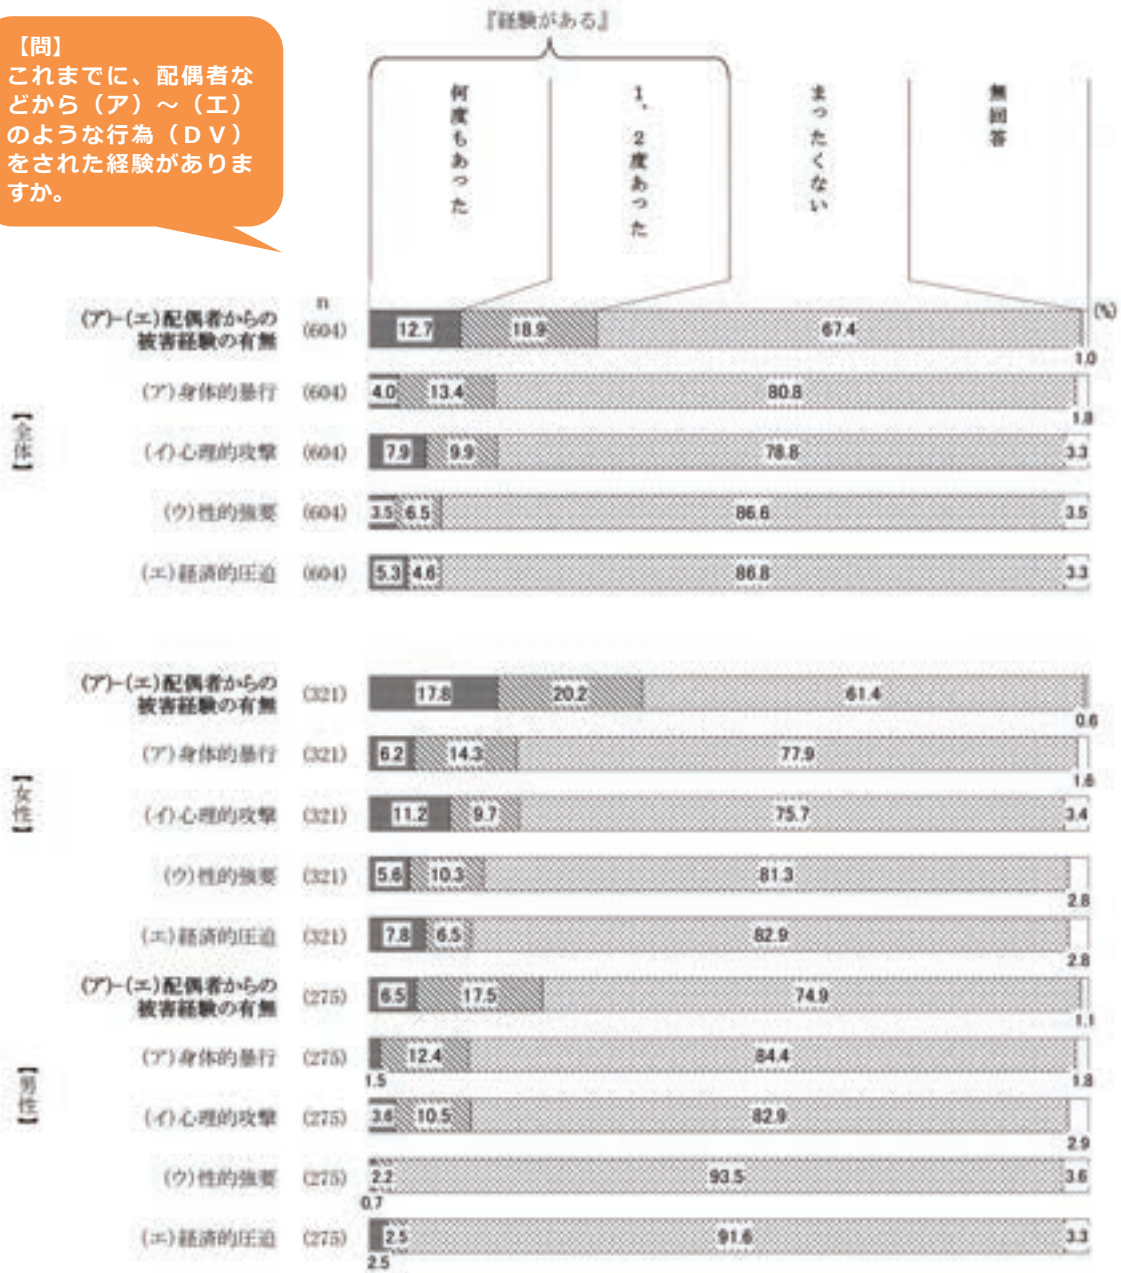 【問】
これまでに、配偶者な
どから（ア）～（エ）
のような行為（ＤＶ）
をされた経験がありま
すか。
『経験がある』
何度もあった
1、2度あった
まったくない
無回答
n
(%)
【全体】
(ア)-(エ)配偶者からの
被害経験の有無 (604) 12.7 18.9 67.4 1.0
(ア)身体的暴行 (604) 4.0 13.4 80.8 1.8
(イ)心理的攻撃 (604) 7.9 9.9 78.8 3.3
(ウ)性的強要 (604) 3.5 6.5 86.6 3.5
(エ)経済的圧迫 (604) 5.3 4.6 86.8 3.3
【女性】
(ア)-(エ)配偶者からの
被害経験の有無 (321) 17.8 20.2 61.4 0.6
(ア)身体的暴行 (321) 6.2 14.3 77.9 1.6
(イ)心理的攻撃 (321) 11.2 9.7 75.7 3.4
(ウ)性的強要 (321) 5.6 10.3 81.3 2.8
(エ)経済的圧迫 (321) 7.8 6.5 82.9 2.8
【男性】
(ア)-(エ)配偶者からの
被害経験の有無 (275) 6.5 17.5 74.9 1.1
(ア)身体的暴行 (275) 1.5 12.4 84.4 1.8
(イ)心理的攻撃 (275) 3.6 10.5 82.9 2.9
(ウ)性的強要 (275) 0.7 2.2 93.5 3.6
(エ)経済的圧迫 (275) 2.5 2.5 91.6 3.3